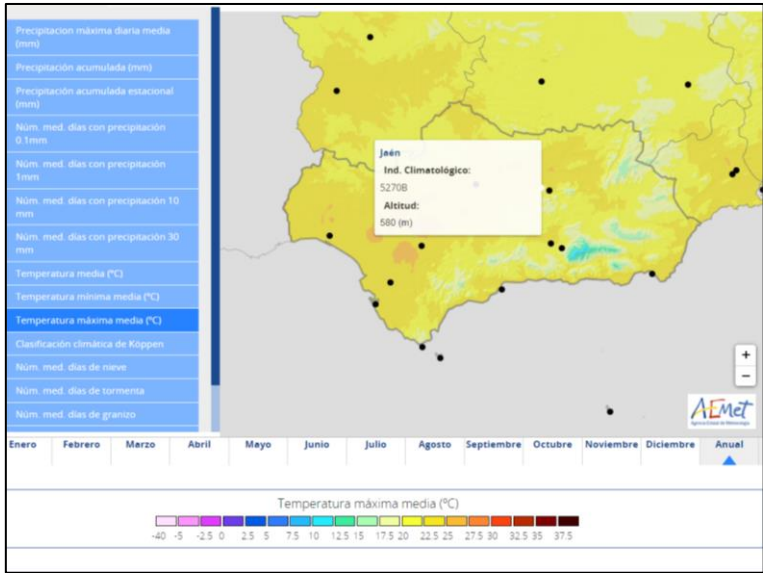 Precipitacion máxima diaria media
(mm)
Precipitación acumulada (mm)
Precipitación acumulada estacional
(mm)
Núm. med. días con precipitación
0.1mm
Núm. med. días con precipitación
1mm
Núm. med. días con precipitación 10
mm
Núm. med. días con precipitación 30
mm
Temperatura media (ºC)
Temperatura mínima media (ºC)
Temperatura máxima media (ºC)
Clasificación climática de Köppen
Núm. med. días de nieve
Núm. med. días de tormenta
Núm. med. días de granizo
Jaén
Ind. Climatológico:
5270B
Altitud:
580 (m)
+
−
AEMet
Agencia Estatal de Meteorología
Enero Febrero Marzo Abril Mayo Junio Julio Agosto Septiembre Octubre Noviembre Diciembre Anual
Temperatura máxima media (ºC)
-40 -5 -2.5 0 2.5 5 7.5 10 12.5 15 17.5 20 22.5 25 27.5 30 32.5 35 37.5